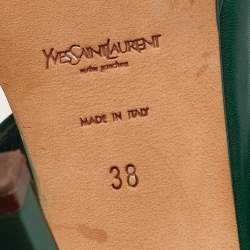 YVESSAINTLAURENT
rive gauche
MADE IN ITALY
38